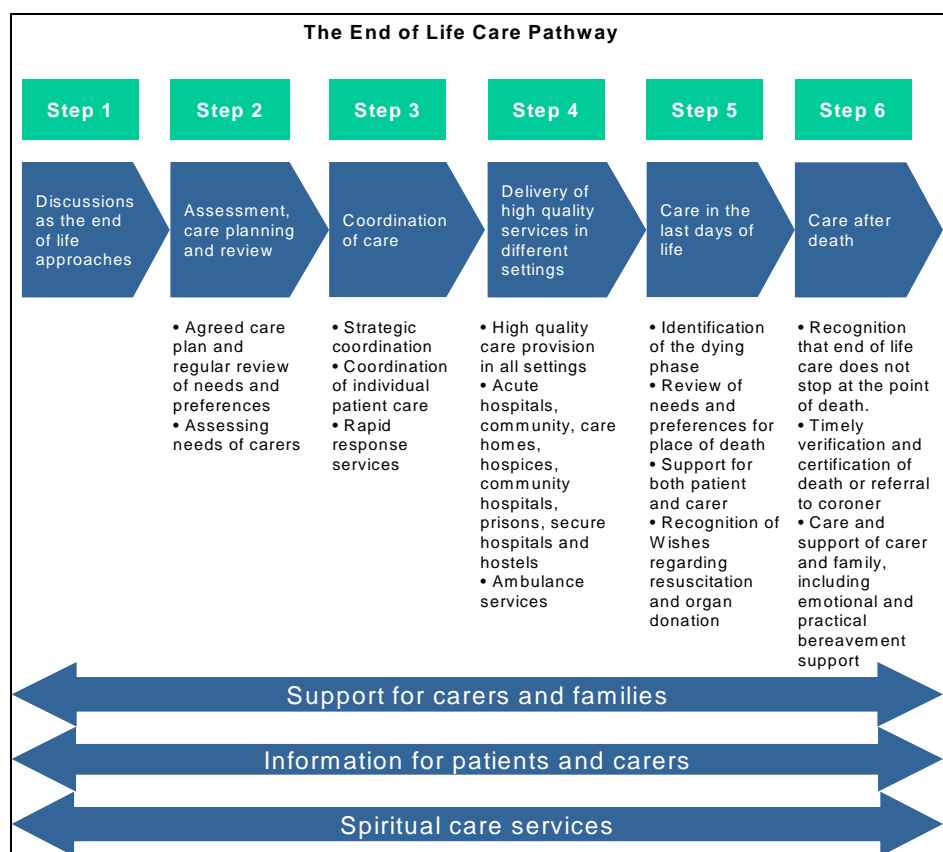 The End of Life Care Pathway
Step 1
Step 2
Step 3
Step 4
Step 5
Step 6
Discussions
as the end
of life
approaches
Assessment,
care planning
and review
Coordination
of care
Delivery of
high quality
services in
different
settings
Care in the
last days of
life
Care after
death
• Agreed care
plan and
regular review
of needs and
preferences
• Assessing
needs of carers
• Strategic
coordination
• Coordination
of individual
patient care
• Rapid
response
services
• High quality
care provision
in all settings
• Acute
hospitals,
community, care
homes,
hospices,
community
hospitals,
prisons, secure
hospitals and
hostels
• Ambulance
services
• Identification
of the dying
phase
• Review of
needs and
preferences for
place of death
• Support for
both patient
and carer
• Recognition of
Wishes
regarding
resuscitation
and organ
donation
• Recognition
that end of life
care does not
stop at the point
of death.
• Timely
verification and
certification of
death or referral
to coroner
• Care and
support of carer
and family,
including
emotional and
practical
bereavement
support
Support for carers and families
Information for patients and carers
Spiritual care services